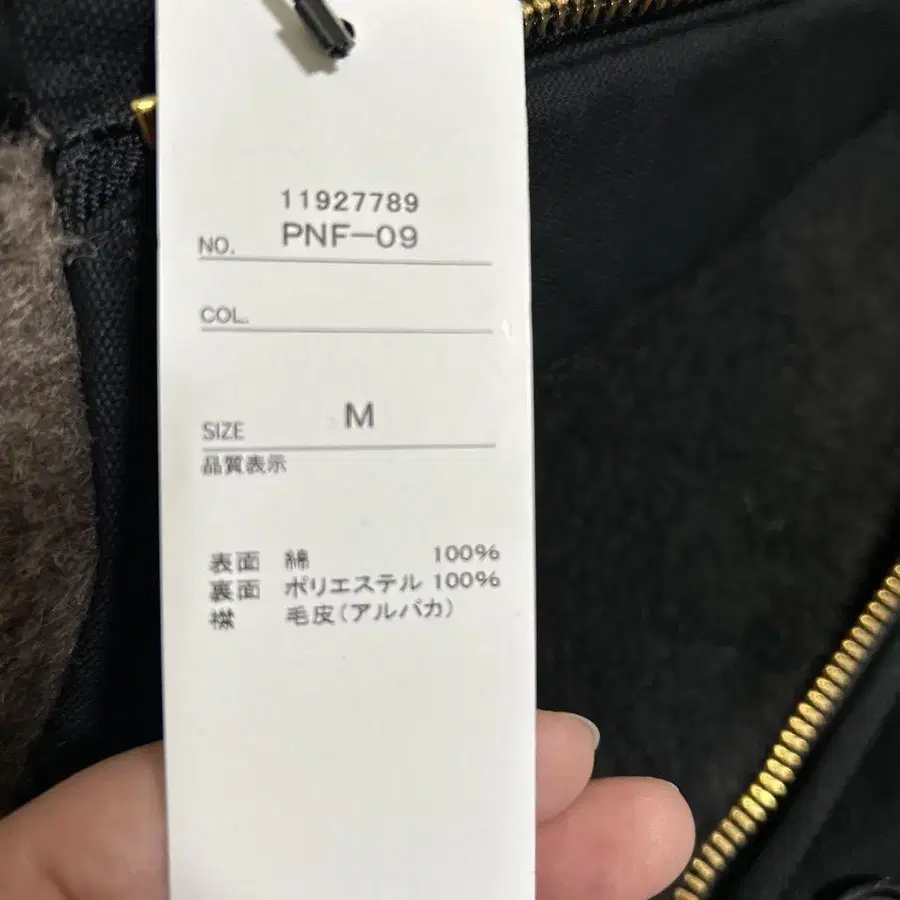 11927789
NO. PNF-09
COL.
SIZE M
品質表示
表面 綿 100%
裏面 ポリエステル 100%
襟 毛皮(アルパカ)